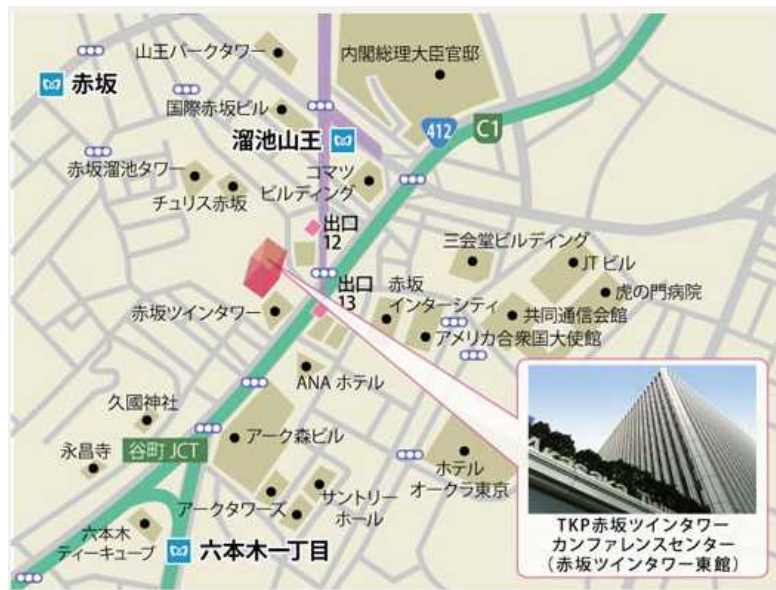 山王パークタワー
内閣総理大臣官邸
赤坂
国際赤坂ビル
412
C1
溜池山王
赤坂溜池タワー
コマツ
ビルディング
チュリス赤坂
出口
12
三会堂ビルディング
JTビル
出口
13
赤坂
インターシティ
虎の門病院
赤坂ツインタワー
共同通信会館
アメリカ合衆国大使館
ANAホテル
久國神社
アーク森ビル
永昌寺
谷町JCT
ホテル
オークラ東京
アークタワーズ
サントリー
ホール
六本木
ティーキューブ
六本木一丁目
TKP赤坂ツインタワー
カンファレンスセンター
(赤坂ツインタワー東館)